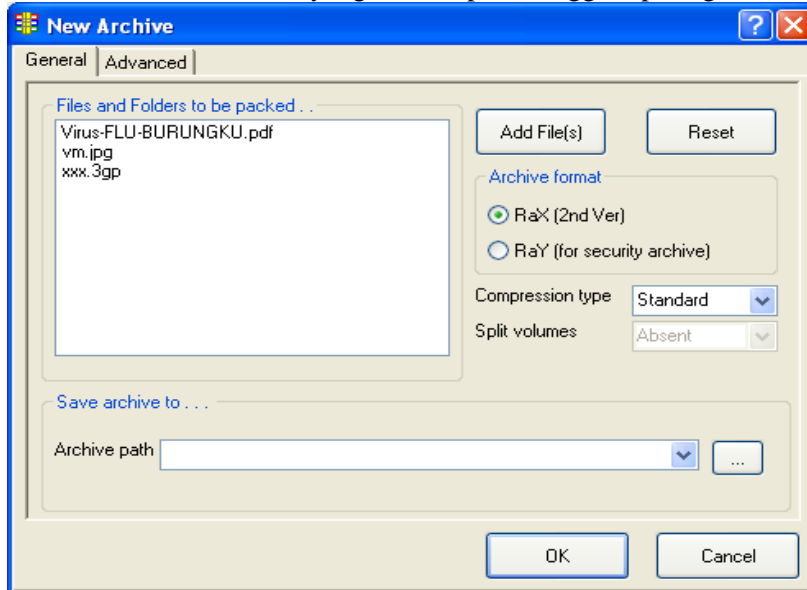 New Archive
General
Advanced
Files and Folders to be packed . .
Virus-FLU-BURUNGKU.pdf
vm.jpg
xxx.3gp
Add File(s)
Reset
Archive format
RaX (2nd Ver)
RaY (for security archive)
Compression type
Standard
Split volumes
Absent
Save archive to . . .
Archive path
...
OK
Cancel